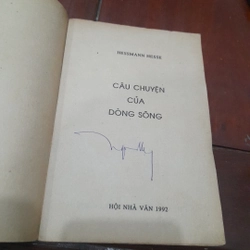 HERMANN HESSE
CÂU CHUYỆN
CỦA
DÒNG SÔNG
HỘI NHÀ VĂN 1992